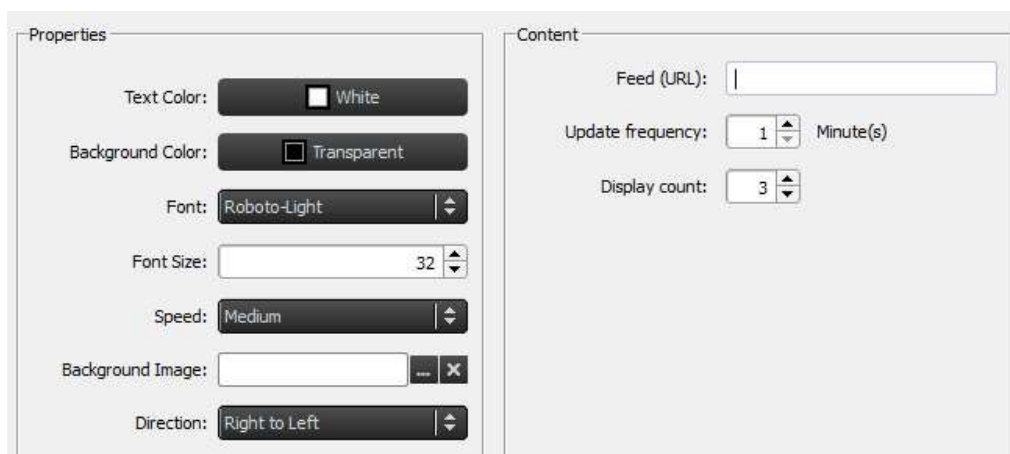 Properties
Text Color: White
Background Color: Transparent
Font: Roboto-Light
Font Size: 32
Speed: Medium
Background Image: ...
Direction: Right to Left
Content
Feed (URL):
Update frequency: 1 Minute(s)
Display count: 3